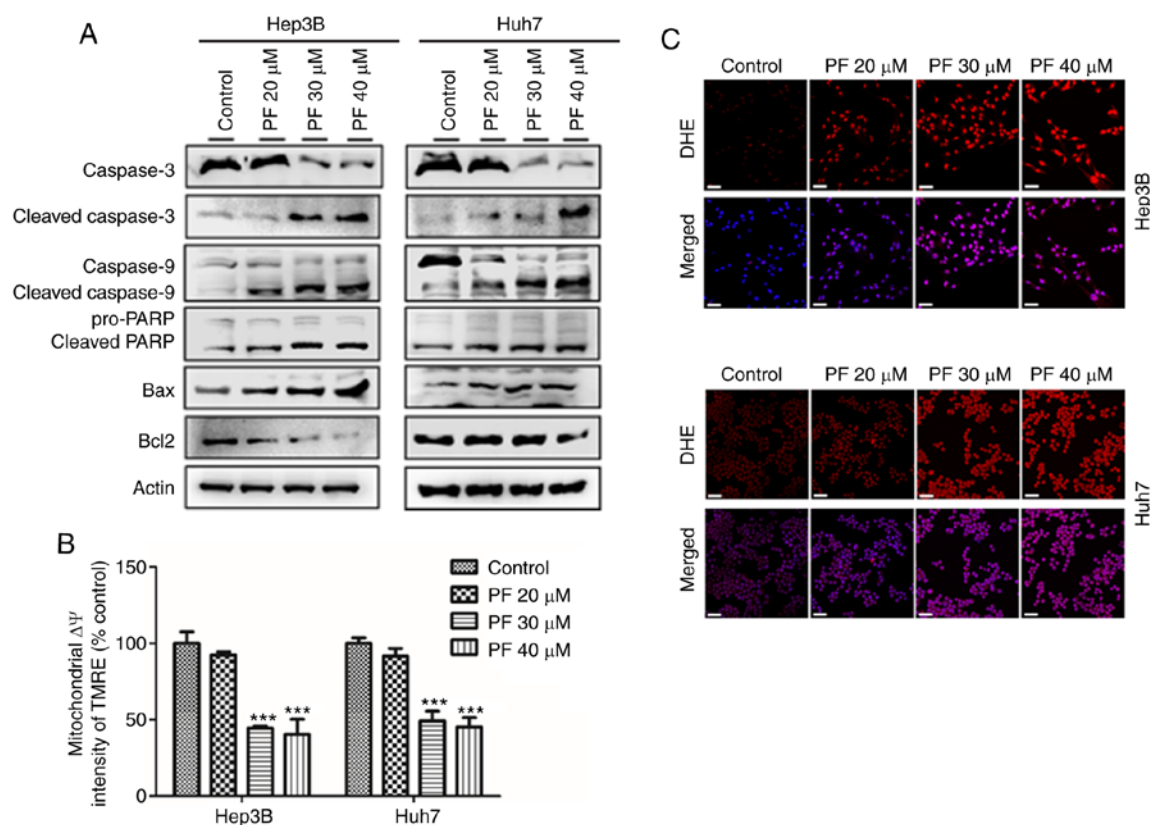 A
Hep3B
Huh7
Control
PF 20 μM
PF 30 μM
PF 40 μM
Control
PF 20 μM
PF 30 μM
PF 40 μM
Caspase-3
Cleaved caspase-3
Caspase-9
Cleaved caspase-9
pro-PARP
Cleaved PARP
Bax
Bcl2
Actin
B
Mitochondrial ΔΨ
intensity of TMRE (% control)
150
100
50
0
Control
PF 20 μM
PF 30 μM
PF 40 μM
*** ***
*** ***
Hep3B Huh7
C
Control PF 20 μM PF 30 μM PF 40 μM
DHE
Merged
Hep3B
Control PF 20 μM PF 30 μM PF 40 μM
DHE
Merged
Huh7